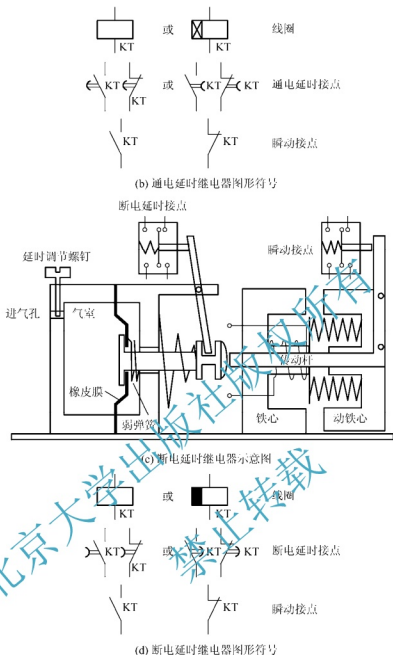 或
线圈
KT
KT
KT
KT
或
KT
KT
通电延时接点
KT
KT
KT
瞬动接点
(b) 通电延时继电器图形符号
断电延时接点
延时调节螺钉
瞬动接点
进气孔
气室
传动杆
橡皮膜
弱弹簧
铁心
动铁心
(c) 断电延时继电器示意图
或
线圈
KT
KT
KT
或
KT
KT
断电延时接点
KT
KT
KT
瞬动接点
(d) 断电延时继电器图形符号
北京大学出版社版权所有
禁止转载